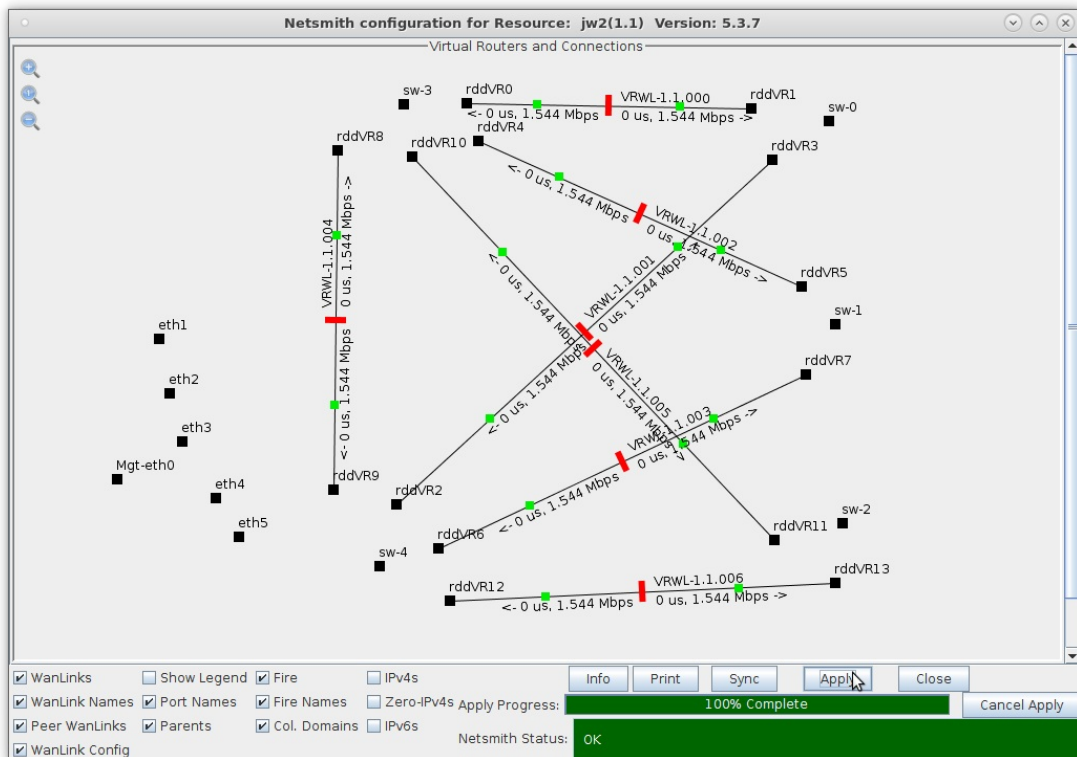 Netsmith configuration for Resource: jw2(1.1) Version: 5.3.7
Virtual Routers and Connections
sw-3
rddVR0
VRWL-1.1.000
rddVR1
<- 0 us, 1.544 Mbps
0 us, 1.544 Mbps ->
sw-0
rddVR8
rddVR10
rddVR4
rddVR3
<- 0 us, 1.544 Mbps
VRWL-1.1.002
0 us, 1.544 Mbps ->
rddVR5
VRWL-1.1.004
0 us, 1.544 Mbps ->
<- 0 us, 1.544 Mbps
VRWL-1.1.001
0 us, 1.544 Mbps ->
<- 0 us, 1.544 Mbps
sw-1
eth1
eth2
eth3
Mgt-eth0
eth4
eth5
<- 0 us, 1.544 Mbps
VRWL-1.1.005
0 us, 1.544 Mbps ->
rddVR7
VRWL-1.1.003
0 us, 1.544 Mbps ->
<- 0 us, 1.544 Mbps
rddVR9
rddVR2
rddVR6
rddVR11
sw-2
sw-4
rddVR12
VRWL-1.1.006
rddVR13
<- 0 us, 1.544 Mbps
0 us, 1.544 Mbps ->
WanLinks
Show Legend
Fire
IPv4s
Info
Print
Sync
Apply
Close
WanLink Names
Port Names
Fire Names
Zero-IPv4s
Apply Progress:
100% Complete
Cancel Apply
Peer WanLinks
Parents
Col. Domains
IPv6s
Netsmith Status:
OK
WanLink Config